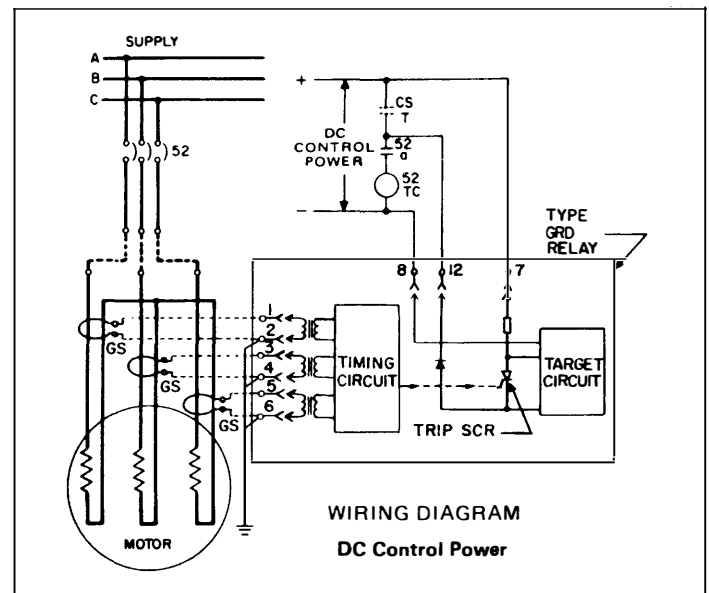 SUPPLY
A
B
C
52
+
DC
CONTROL
POWER
−
CS
T
52
a
52
TC
TYPE
GRD
RELAY
8
12
7
1
2
3
4
5
6
GS
GS
GS
TIMING
CIRCUIT
TARGET
CIRCUIT
TRIP SCR
MOTOR
WIRING DIAGRAM
DC Control Power